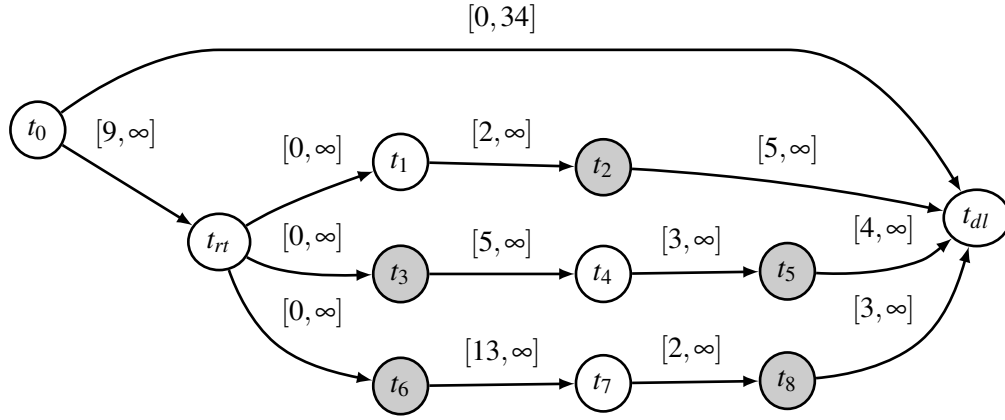 [0, 34]
t0
[9, ∞]
[0, ∞]
t1
[2, ∞]
t2
[5, ∞]
trt
[0, ∞]
t3
[5, ∞]
t4
[3, ∞]
t5
[4, ∞]
tdl
[0, ∞]
t6
[13, ∞]
t7
[2, ∞]
t8
[3, ∞]